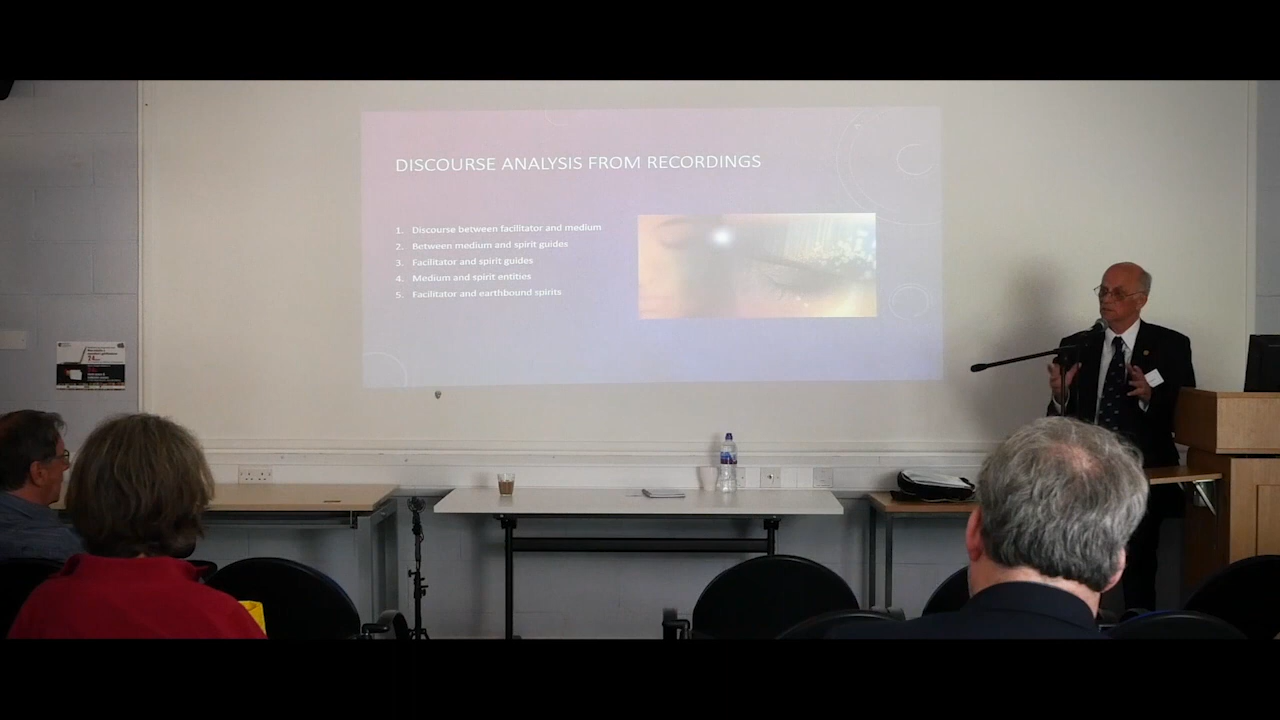 DISCOURSE ANALYSIS FROM RECORDINGS
1. Discourse between facilitator and medium
2. Between medium and spirit guides
3. Facilitator and spirit guides
4. Medium and spirit entities
5. Facilitator and earthbound spirits